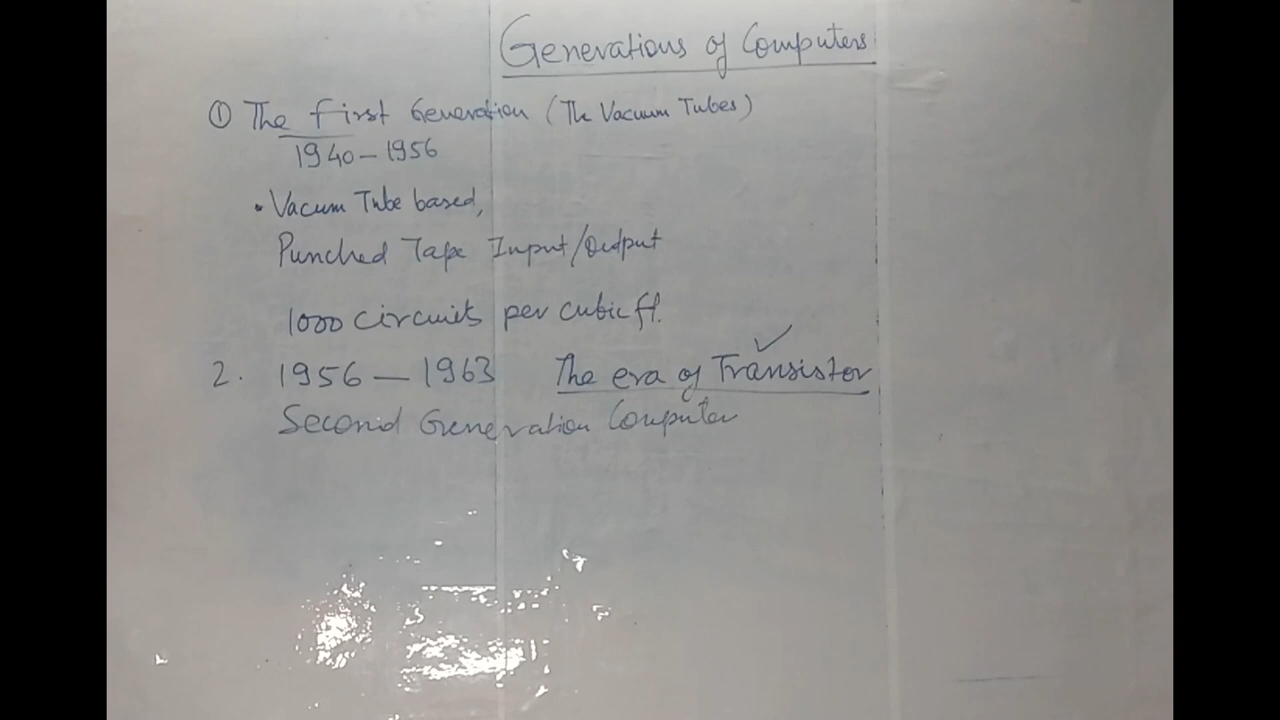 Generations of Computers
① The First Generation (The Vacuum Tubes)
1940 - 1956
• Vacum Tube based,
Punched Tape Input/Output
1000 circuits per cubic ft.
2. 1956 - 1963 The era of Transistor
Second Generation Computer